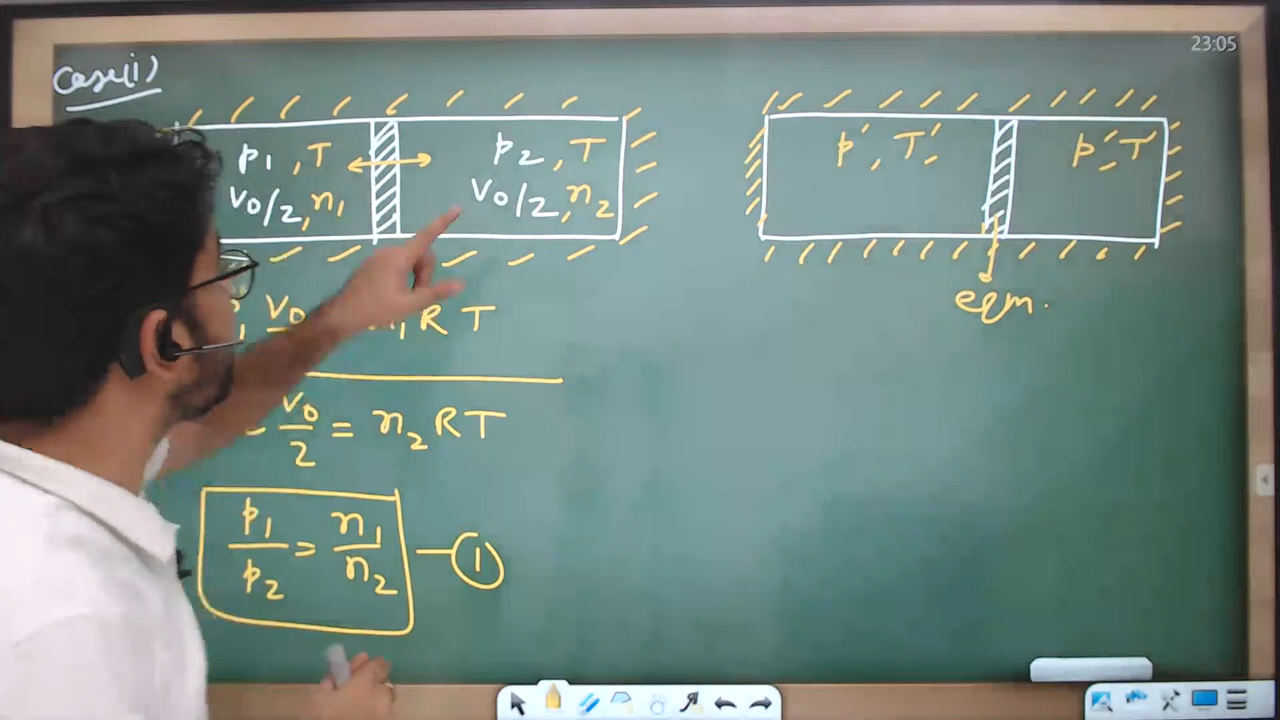 Case(i)
23:05
p1 , T
V0/2, n1
p2 , T
V0/2, n2
p', T'
p', T'
eqm.
V0 R T
V0/2 = n2 R T
p1/p2 = n1/n2 — 1